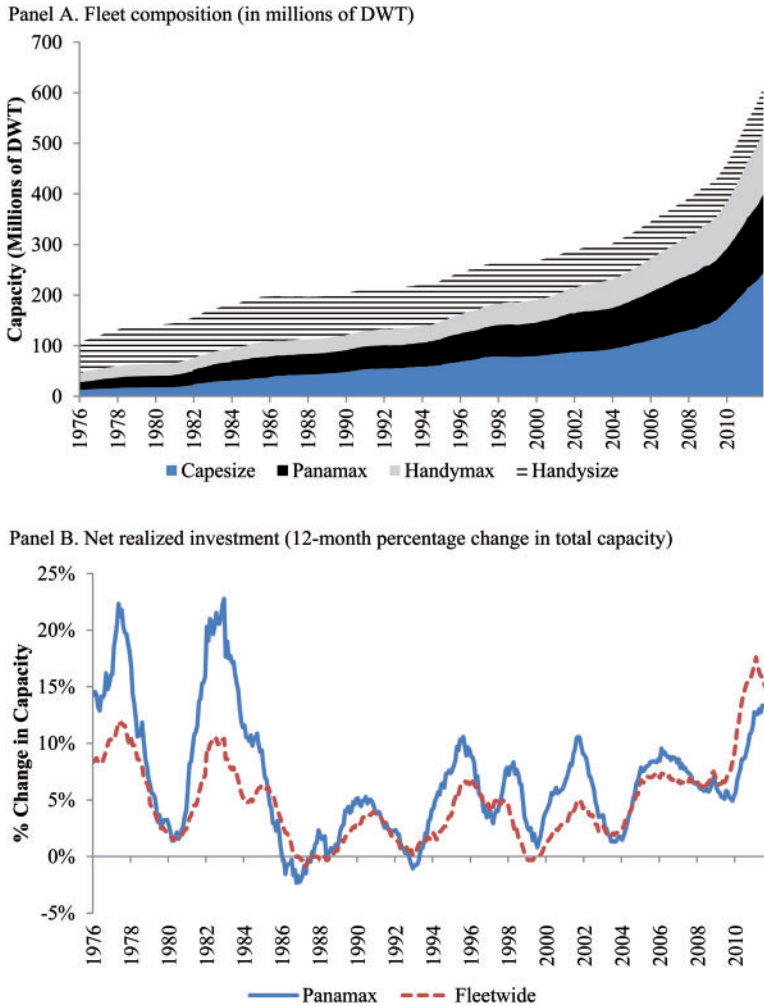 Panel A. Fleet composition (in millions of DWT)
Capacity (Millions of DWT)
700
600
500
400
300
200
100
0
1976 1978 1980 1982 1984 1986 1988 1990 1992 1994 1996 1998 2000 2002 2004 2006 2008 2010
Capesize Panamax Handymax Handysize
Panel B. Net realized investment (12-month percentage change in total capacity)
% Change in Capacity
25%
20%
15%
10%
5%
0%
-5%
1976 1978 1980 1982 1984 1986 1988 1990 1992 1994 1996 1998 2000 2002 2004 2006 2008 2010
Panamax Fleetwide